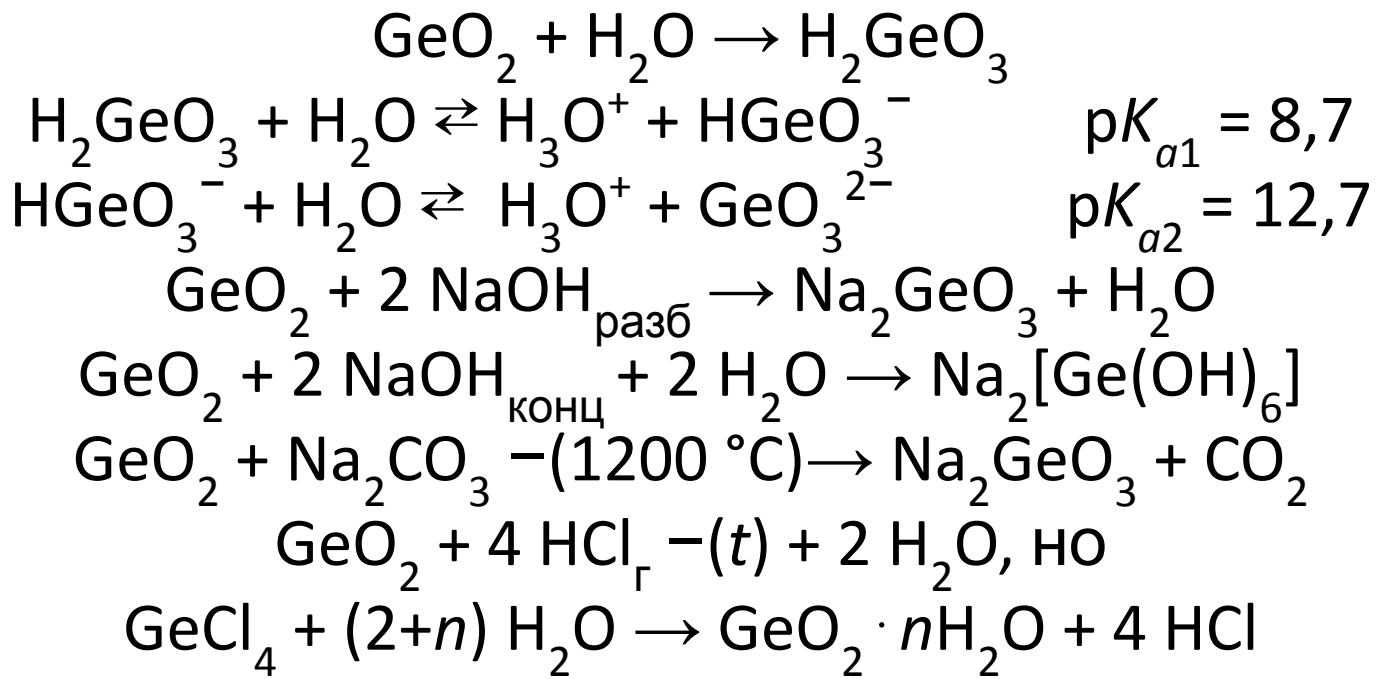 GeO₂ + H₂O → H₂GeO₃
H₂GeO₃ + H₂O ⇄ H₃O⁺ + HGeO₃⁻ pKₐ₁ = 8,7
HGeO₃⁻ + H₂O ⇄ H₃O⁺ + GeO₃²⁻ pKₐ₂ = 12,7
GeO₂ + 2 NaOHразб → Na₂GeO₃ + H₂O
GeO₂ + 2 NaOHконц + 2 H₂O → Na₂[Ge(OH)₆]
GeO₂ + Na₂CO₃ −(1200 °C)→ Na₂GeO₃ + CO₂
GeO₂ + 4 HClг −(t) + 2 H₂O, но
GeCl₄ + (2+n) H₂O → GeO₂ · nH₂O + 4 HCl